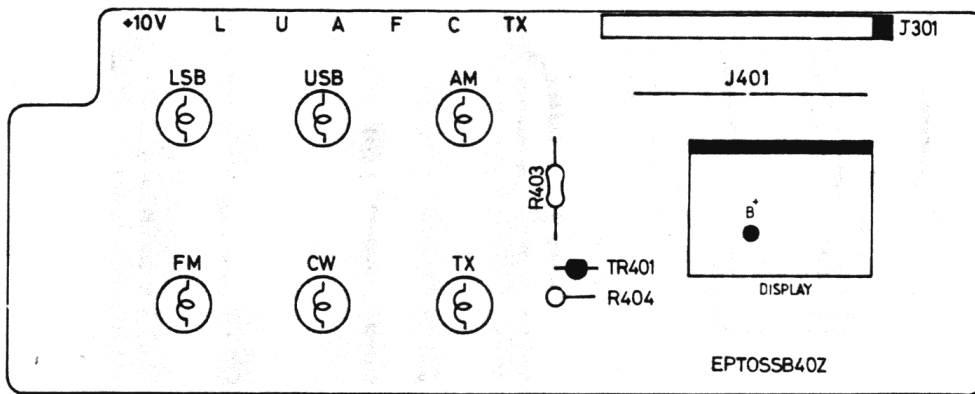 +10V L U A F C TX
J301
J401
LSB USB AM
R403
B+
FM CW TX
TR401
R404
DISPLAY
EPTOSSB40Z